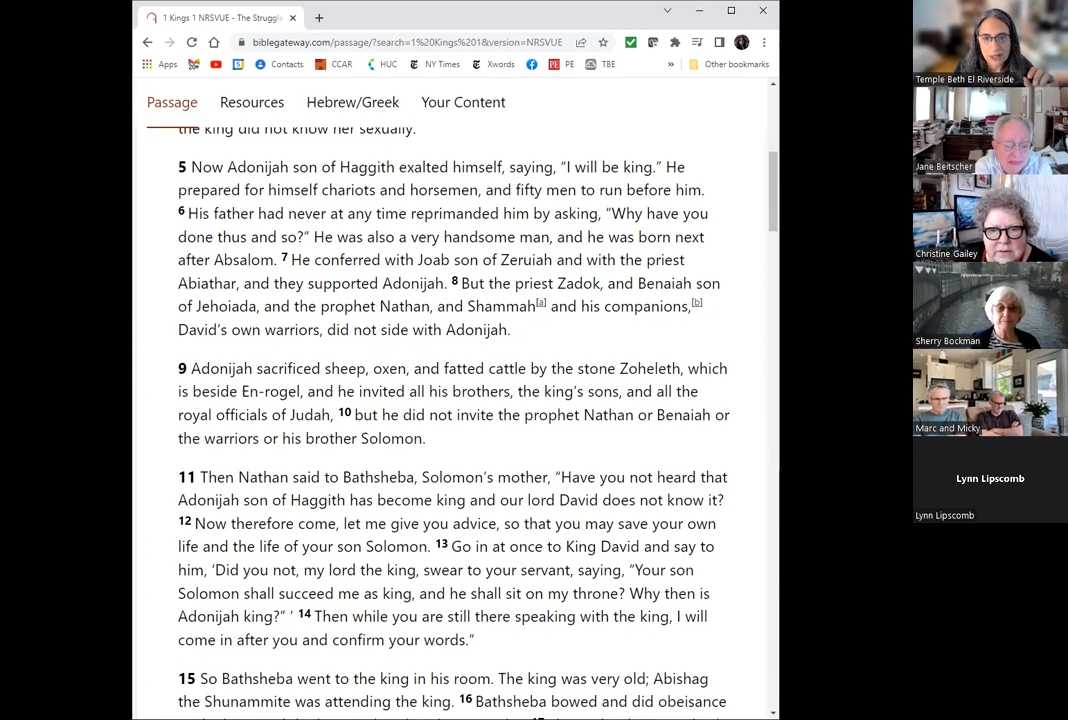 1 Kings 1 NRSVUE - The Struggl
biblegateway.com/passage/?search=1%20Kings%201&version=NRSVUE
Apps
Contacts
CCAR
HUC
NY Times
Xwords
PE PE
TBE
»
Other bookmarks
Passage
Resources
Hebrew/Greek
Your Content
the king did not know her sexually.
5 Now Adonijah son of Haggith exalted himself, saying, “I will be king.” He
prepared for himself chariots and horsemen, and fifty men to run before him.
6 His father had never at any time reprimanded him by asking, “Why have you
done thus and so?” He was also a very handsome man, and he was born next
after Absalom. 7 He conferred with Joab son of Zeruiah and with the priest
Abiathar, and they supported Adonijah. 8 But the priest Zadok, and Benaiah son
of Jehoiada, and the prophet Nathan, and Shammah[a] and his companions,[b]
David’s own warriors, did not side with Adonijah.
9 Adonijah sacrificed sheep, oxen, and fatted cattle by the stone Zoheleth, which
is beside En-rogel, and he invited all his brothers, the king’s sons, and all the
royal officials of Judah, 10 but he did not invite the prophet Nathan or Benaiah or
the warriors or his brother Solomon.
11 Then Nathan said to Bathsheba, Solomon’s mother, “Have you not heard that
Adonijah son of Haggith has become king and our lord David does not know it?
12 Now therefore come, let me give you advice, so that you may save your own
life and the life of your son Solomon. 13 Go in at once to King David and say to
him, ‘Did you not, my lord the king, swear to your servant, saying, “Your son
Solomon shall succeed me as king, and he shall sit on my throne? Why then is
Adonijah king?” ’ 14 Then while you are still there speaking with the king, I will
come in after you and confirm your words.”
15 So Bathsheba went to the king in his room. The king was very old; Abishag
the Shunammite was attending the king. 16 Bathsheba bowed and did obeisance
Temple Beth El Riverside
Jane Beitscher
Christine Gailey
Sherry Bockman
Marc and Micky
Lynn Lipscomb
Lynn Lipscomb